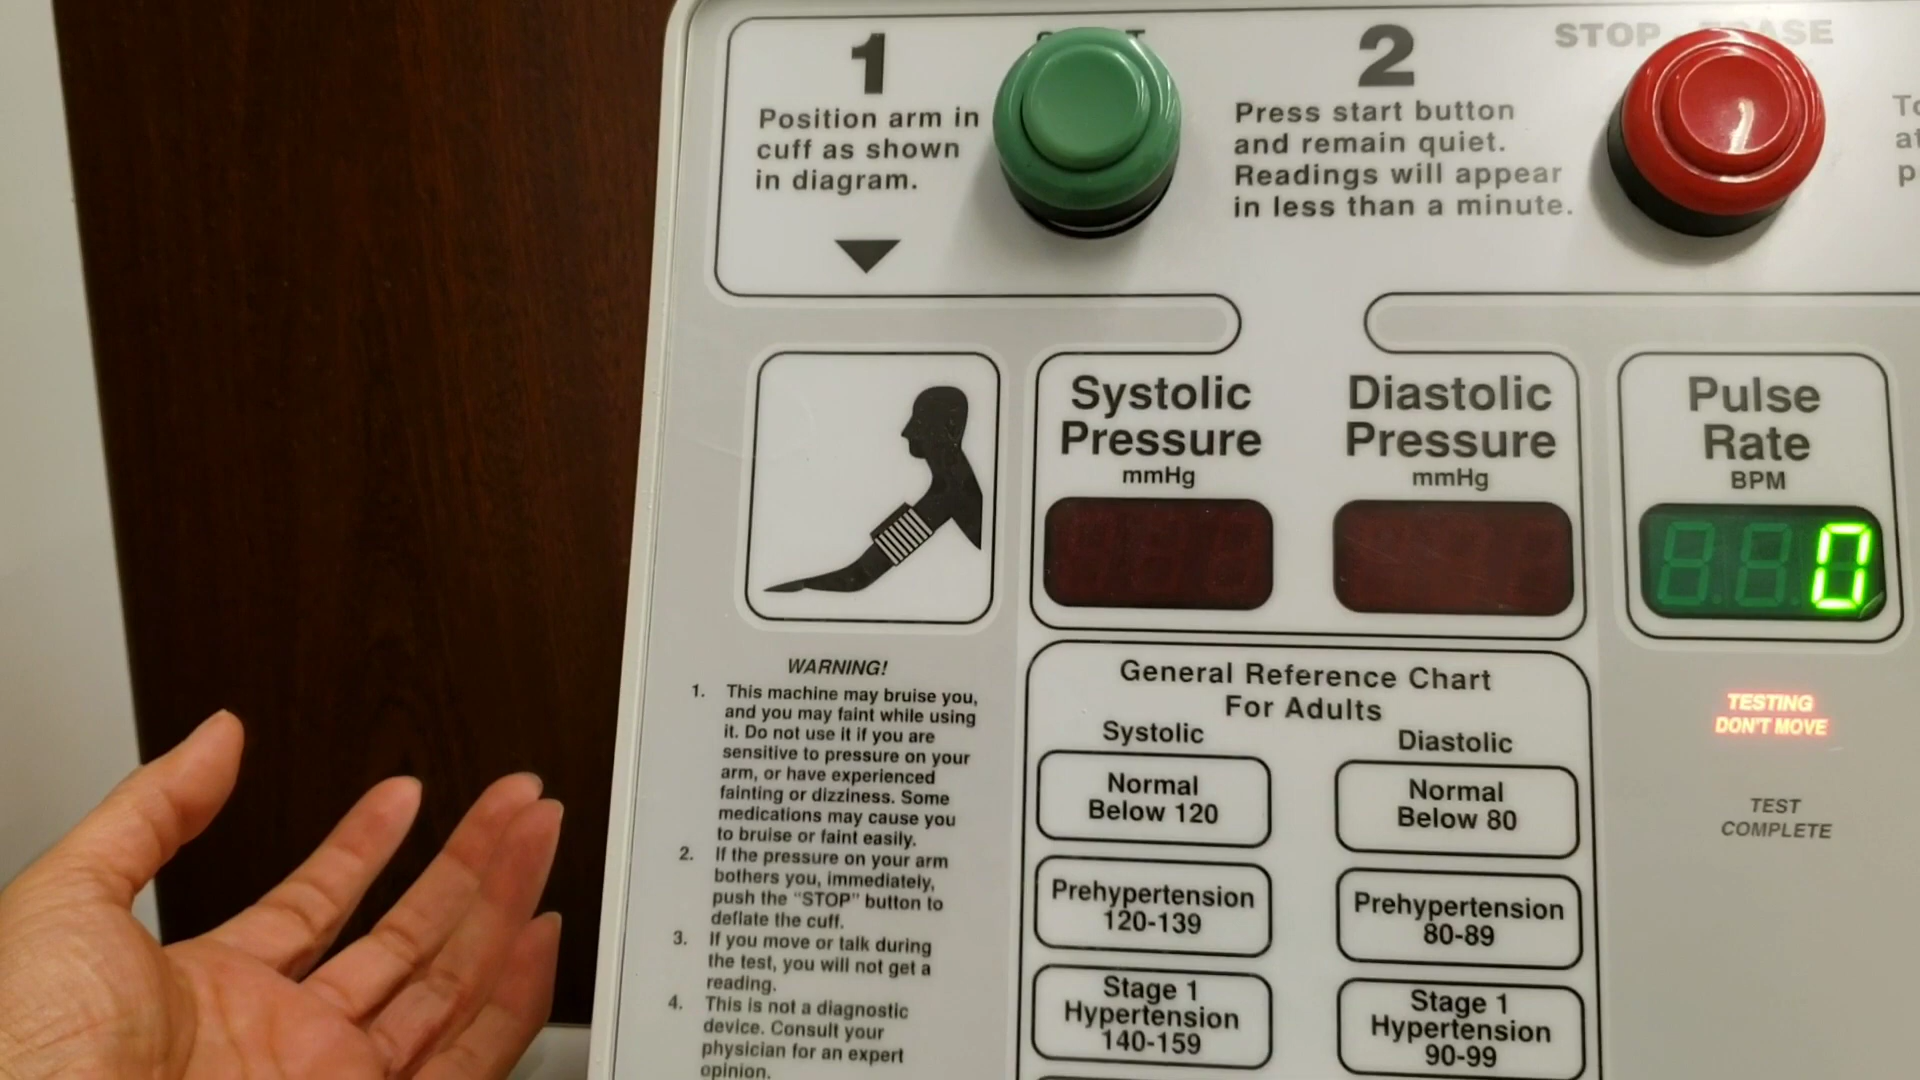 1
Position arm in
cuff as shown
in diagram.
2
Press start button
and remain quiet.
Readings will appear
in less than a minute.
STOP
Systolic
Pressure
mmHg
Diastolic
Pressure
mmHg
Pulse
Rate
BPM
0
TESTING
DON'T MOVE
TEST
COMPLETE
WARNING!
1. This machine may bruise you,
and you may faint while using
it. Do not use it if you are
sensitive to pressure on your
arm, or have experienced
fainting or dizziness. Some
medications may cause you
to bruise or faint easily.
2. If the pressure on your arm
bothers you, immediately,
push the "STOP" button to
deflate the cuff.
3. If you move or talk during
the test, you will not get a
reading.
4. This is not a diagnostic
device. Consult your
physician for an expert
opinion.
General Reference Chart
For Adults
Systolic
Diastolic
Normal
Below 120
Normal
Below 80
Prehypertension
120-139
Prehypertension
80-89
Stage 1
Hypertension
140-159
Stage 1
Hypertension
90-99